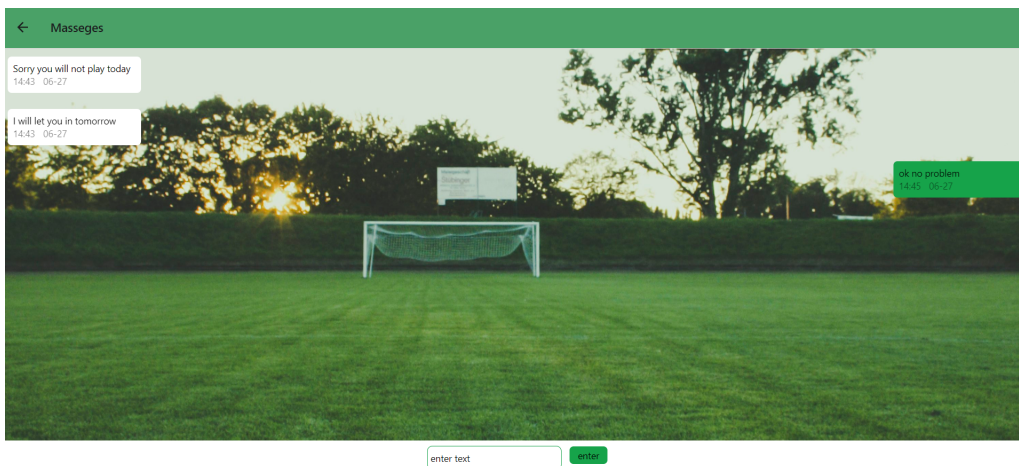 Masseges
Sorry you will not play today
14:43 06-27
I will let you in tomorrow
14:43 06-27
ok no problem
14:45 06-27
enter text
enter